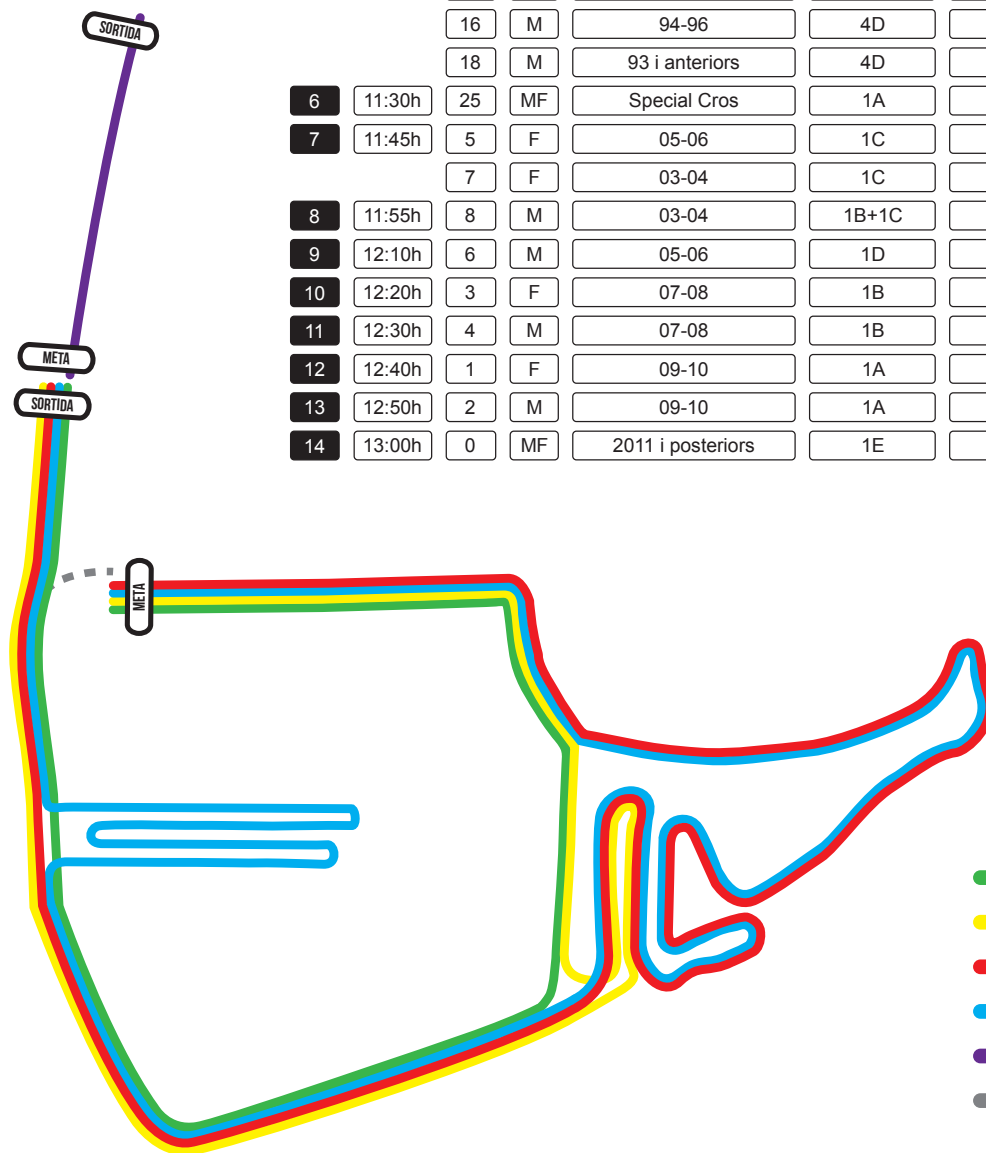 SORTIDA
16 M 94-96 4D
18 M 93 i anteriors 4D
6 11:30h 25 MF Special Cros 1A
7 11:45h 5 F 05-06 1C
7 F 03-04 1C
8 11:55h 8 M 03-04 1B+1C
9 12:10h 6 M 05-06 1D
10 12:20h 3 F 07-08 1B
11 12:30h 4 M 07-08 1B
12 12:40h 1 F 09-10 1A
13 12:50h 2 M 09-10 1A
14 13:00h 0 MF 2011 i posteriors 1E
META
SORTIDA
META